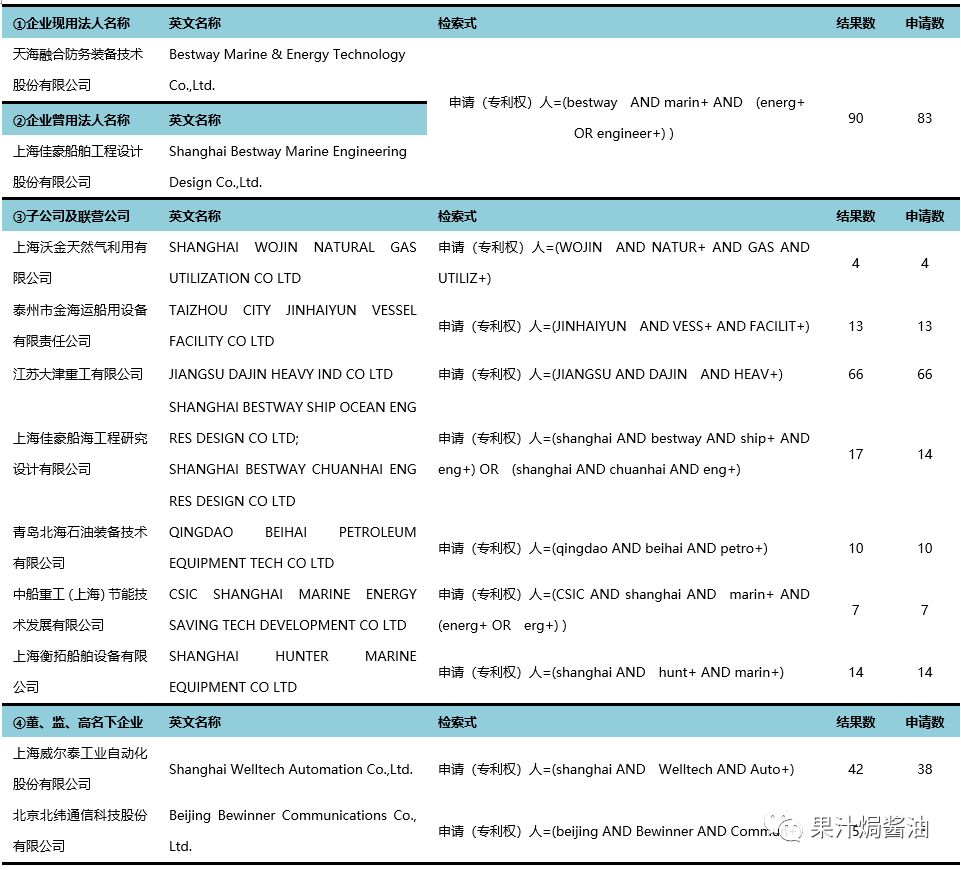 ①企业现用法人名称 英文名称 检索式 结果数 申请数
天海融合防务装备技术
股份有限公司
Bestway Marine & Energy Technology
Co.,Ltd.
申请（专利权）人=(bestway AND marin+ AND (energ+
OR engineer+) )
90 83
②企业曾用法人名称 英文名称
上海佳豪船舶工程设计
股份有限公司
Shanghai Bestway Marine Engineering
Design Co.,Ltd.
③子公司及联营公司 英文名称 检索式 结果数 申请数
上海沃金天然气利用有
限公司
SHANGHAI WOJIN NATURAL GAS
UTILIZATION CO LTD
申请（专利权）人=(WOJIN AND NATUR+ AND GAS AND
UTILIZ+)
4 4
泰州市金海运船用设备
有限责任公司
TAIZHOU CITY JINHAIYUN VESSEL
FACILITY CO LTD
申请（专利权）人=(JINHAIYUN AND VESS+ AND FACILIT+)
13 13
江苏大津重工有限公司 JIANGSU DAJIN HEAVY IND CO LTD 申请（专利权）人=(JIANGSU AND DAJIN AND HEAV+) 66 66
上海佳豪船海工程研究
设计有限公司
SHANGHAI BESTWAY SHIP OCEAN ENG
RES DESIGN CO LTD;
SHANGHAI BESTWAY CHUANHAI ENG
RES DESIGN CO LTD
申请（专利权）人=(shanghai AND bestway AND ship+ AND
eng+) OR (shanghai AND chuanhai AND eng+)
17 14
青岛北海石油装备技术
有限公司
QINGDAO BEIHAI PETROLEUM
EQUIPMENT TECH CO LTD
申请（专利权）人=(qingdao AND beihai AND petro+)
10 10
中船重工(上海)节能技
术发展有限公司
CSIC SHANGHAI MARINE ENERGY
SAVING TECH DEVELOPMENT CO LTD
申请（专利权）人=(CSIC AND shanghai AND marin+ AND
(energ+ OR erg+) )
7 7
上海衡拓船舶设备有限
公司
SHANGHAI HUNTER MARINE
EQUIPMENT CO LTD
申请（专利权）人=(shanghai AND hunt+ AND marin+)
14 14
④董、监、高名下企业 英文名称 检索式 结果数 申请数
上海威尔泰工业自动化
股份有限公司
Shanghai Welltech Automation Co.,Ltd.
申请（专利权）人=(shanghai AND Welltech AND Auto+)
42 38
北京北纬通信科技股份
有限公司
Beijing Bewinner Communications Co.,
Ltd.
申请（专利权）人=(beijing AND Bewinner AND
果汁焗酱油